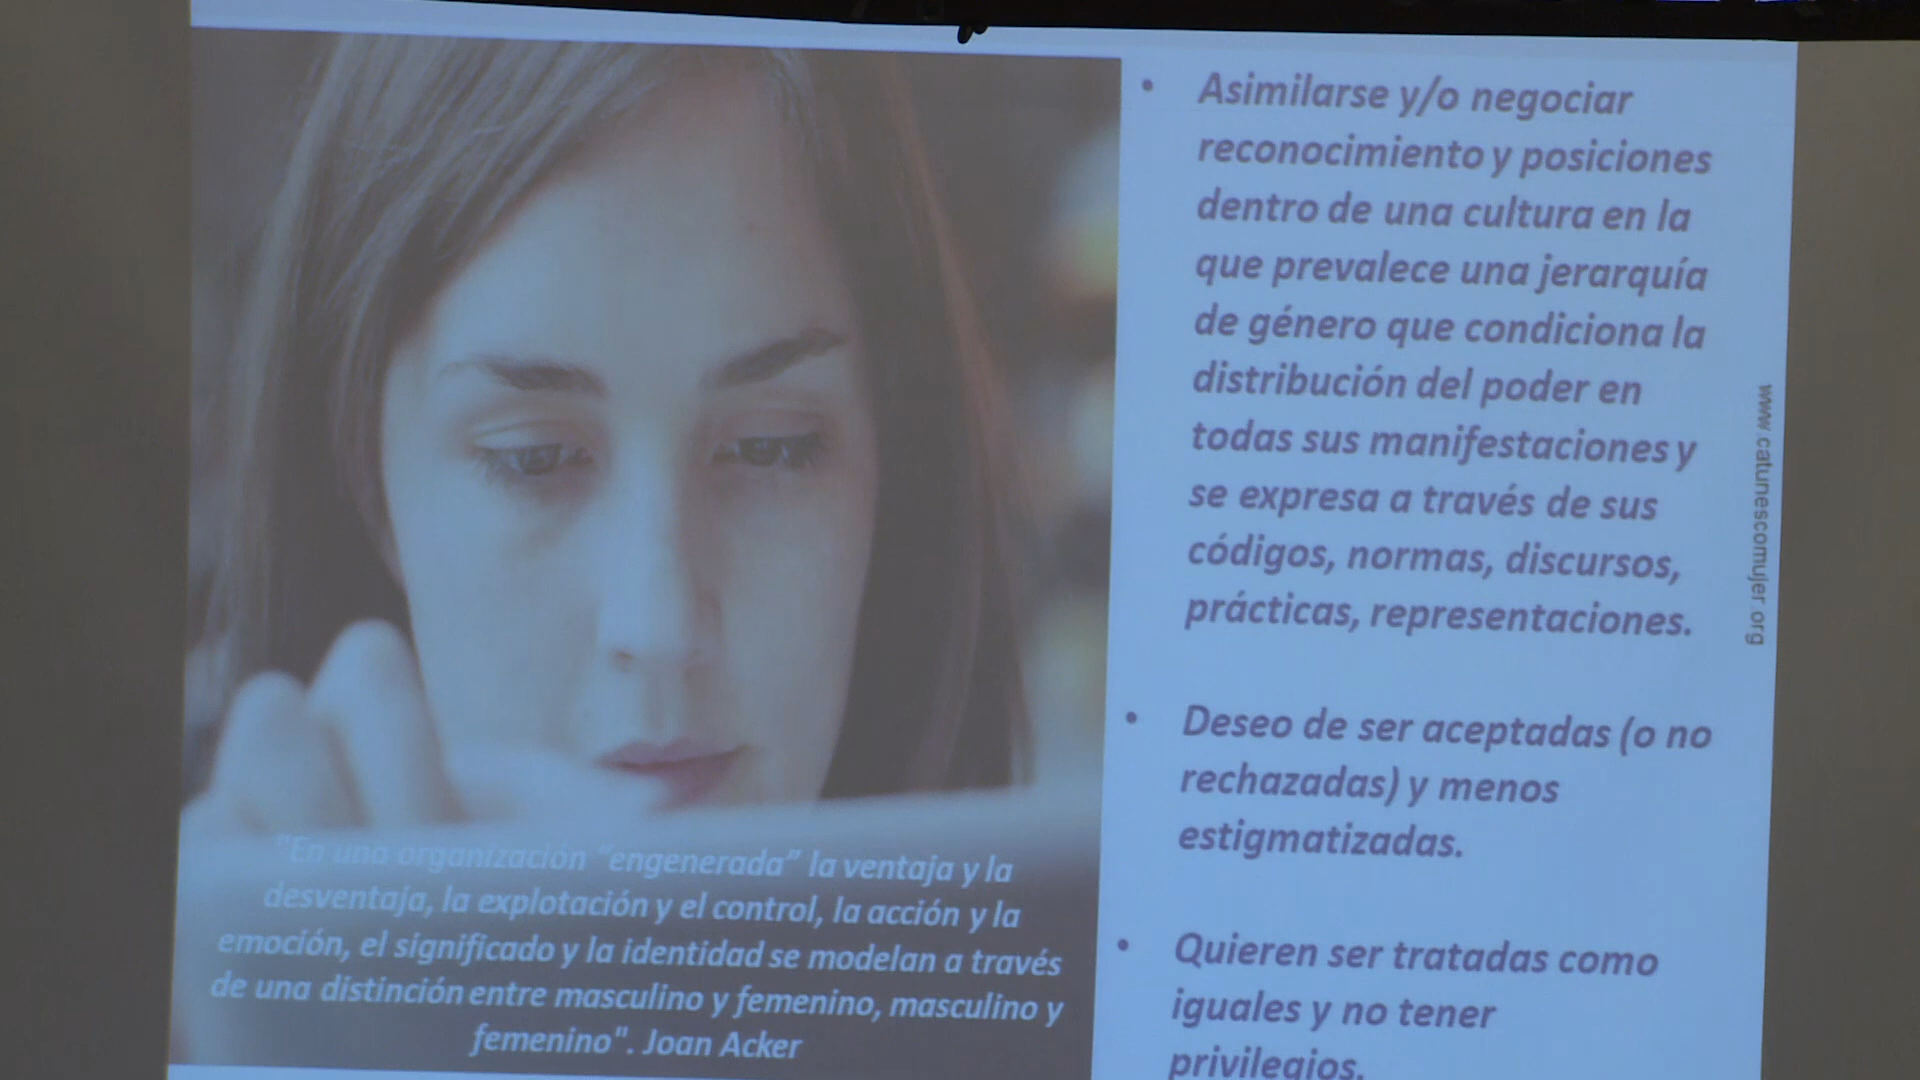 • Asimilarse y/o negociar
reconocimiento y posiciones
dentro de una cultura en la
que prevalece una jerarquía
de género que condiciona la
distribución del poder en
todas sus manifestaciones y
se expresa a través de sus
códigos, normas, discursos,
prácticas, representaciones.
• Deseo de ser aceptadas (o no
rechazadas) y menos
estigmatizadas.
• Quieren ser tratadas como
iguales y no tener
privilegios.
"En una organización "engenerada" la ventaja y la
desventaja, la explotación y el control, la acción y la
emoción, el significado y la identidad se modelan a través
de una distinción entre masculino y femenino, masculino y
femenino". Joan Acker
www.catunescomujer.org